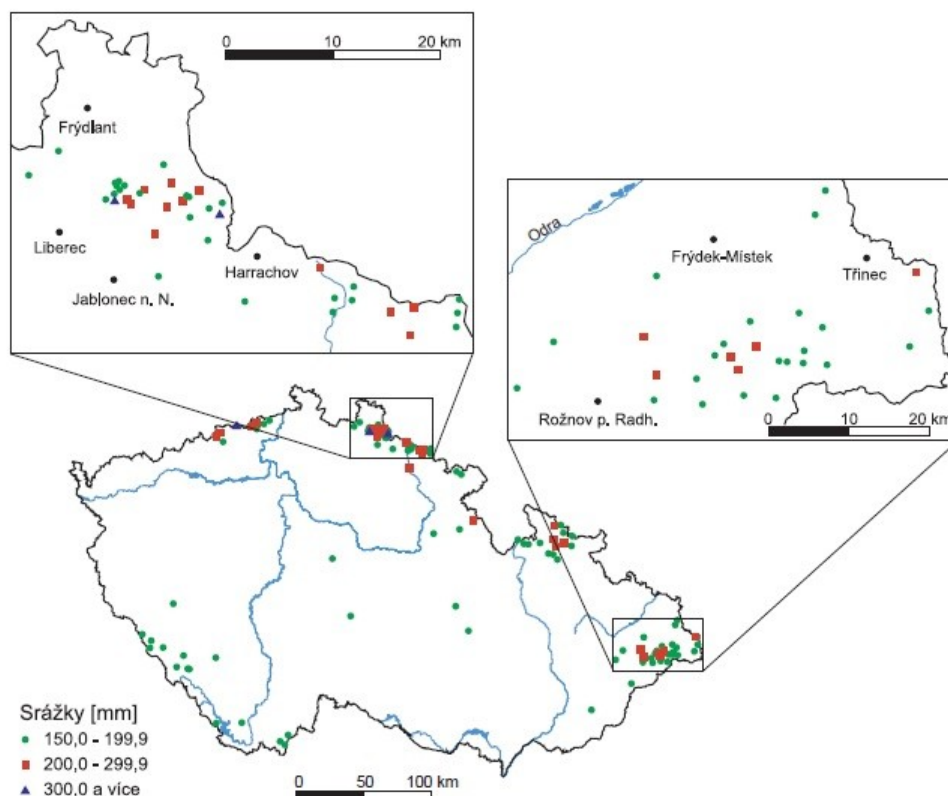 0 10 20 km
Frýdlant
Liberec
Harrachov
Jablonec n. N.
Odra
Frýdek-Místek
Třinec
Rožnov p. Radh.
0 10 20 km
Srážky [mm]
150,0 - 199,9
200,0 - 299,9
300,0 a více
0 50 100 km